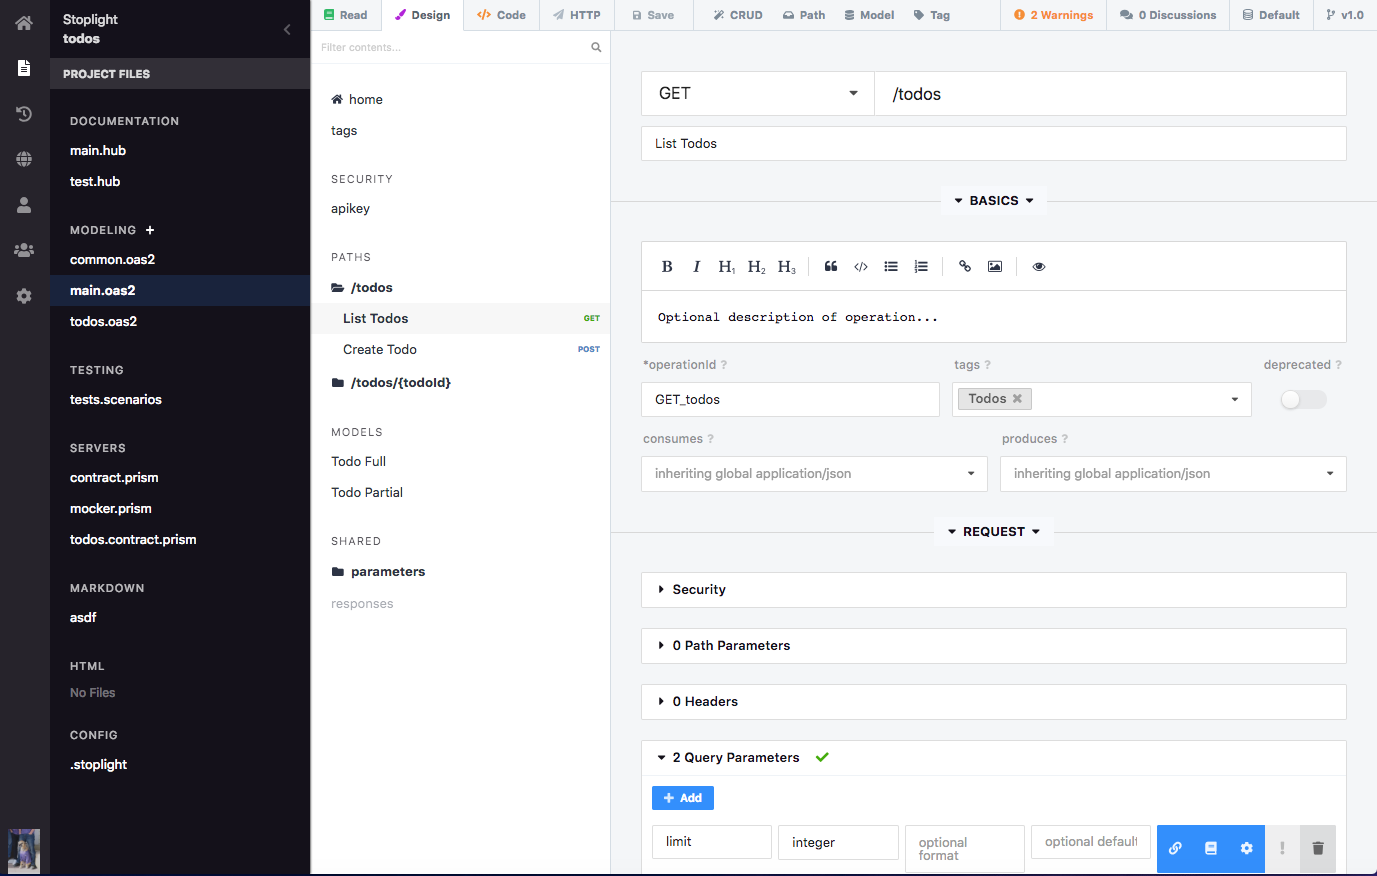 Stoplight
todos
PROJECT FILES
DOCUMENTATION
main.hub
test.hub
MODELING +
common.oas2
main.oas2
todos.oas2
TESTING
tests.scenarios
SERVERS
contract.prism
mocker.prism
todos.contract.prism
MARKDOWN
asdf
HTML
No Files
CONFIG
.stoplight
Read Design Code HTTP Save CRUD Path Model Tag 2 Warnings 0 Discussions Default v1.0
Filter contents...
home
tags
SECURITY
apikey
PATHS
/todos
List Todos GET
Create Todo POST
/todos/{todoId}
MODELS
Todo Full
Todo Partial
SHARED
parameters
responses
GET /todos
List Todos
BASICS
B I H1 H2 H3
Optional description of operation...
*operationId ? tags ? deprecated ?
GET_todos Todos
consumes ? produces ?
inheriting global application/json inheriting global application/json
REQUEST
Security
0 Path Parameters
0 Headers
2 Query Parameters
+ Add
limit integer optional format optional default